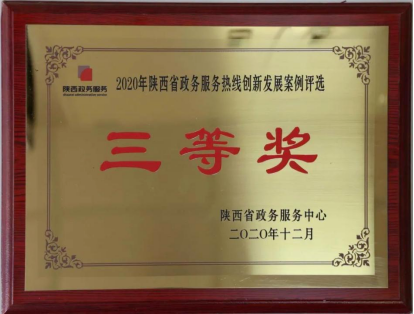 陕西政务服务
2020年陕西省政务服务热线创新发展案例评选
三等奖
陕西省政务服务中心
二〇二〇年十二月